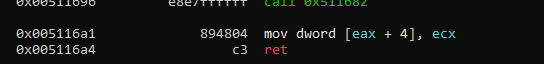 0x00511696 e8e7ffffff call 0x511682
0x005116a1 894804 mov dword [eax + 4], ecx
0x005116a4 c3 ret